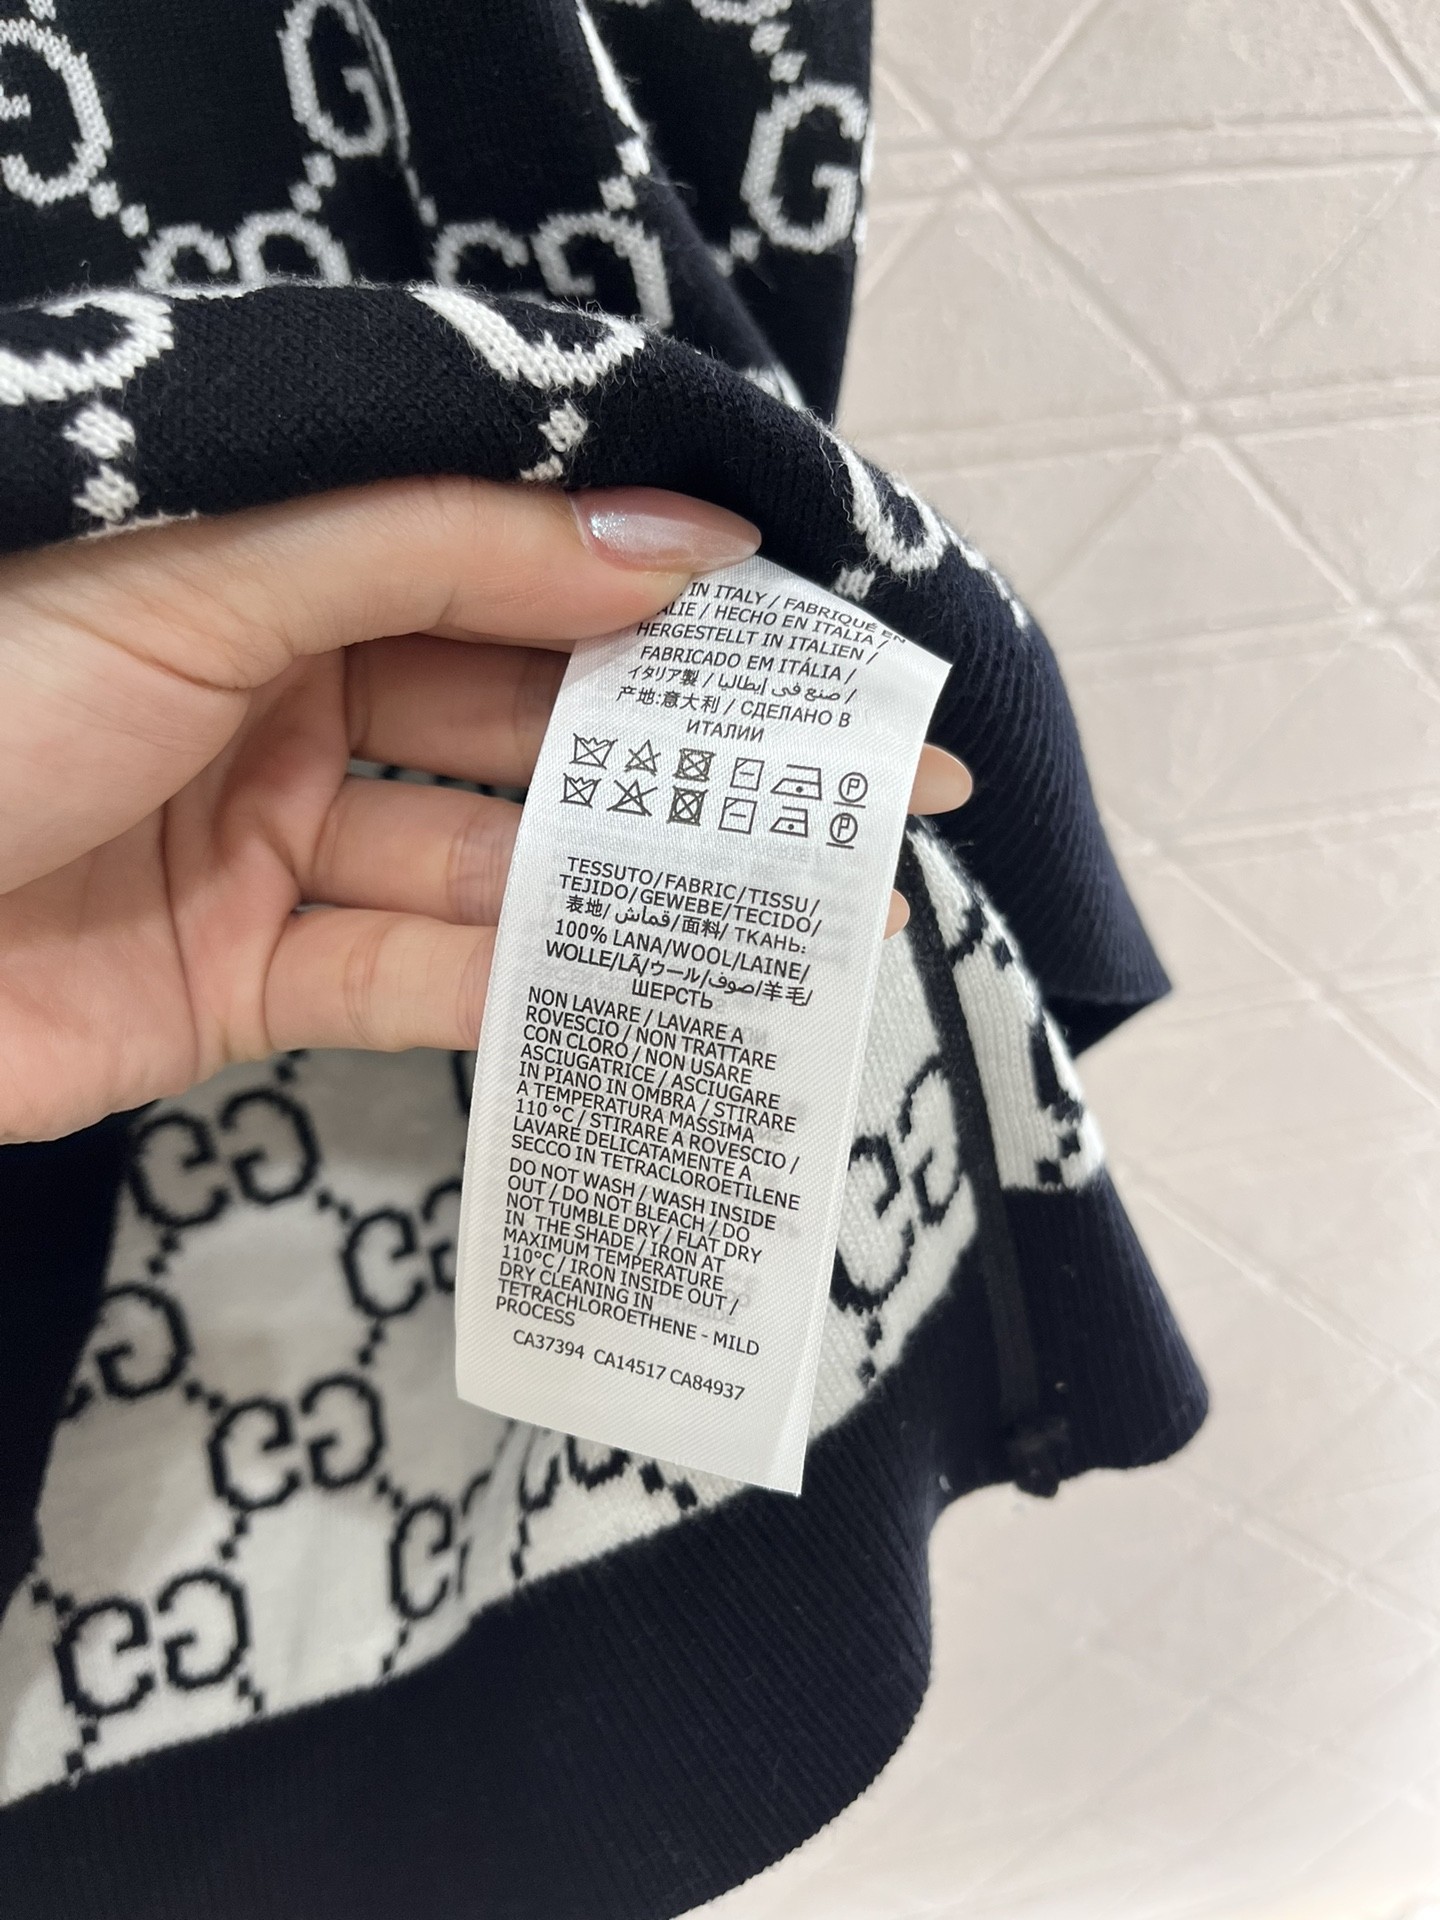 IN ITALY / FABRIQUÉ EN
ALIE / HECHO EN ITALIA /
HERGESTELLT IN ITALIEN /
FABRICADO EM ITÁLIA /
イタリア製 / صنع في إيطاليا /
产地:意大利 / СДЕЛАНО В
ИТАЛИИ
TESSUTO/FABRIC/TISSU/
TEJIDO/GEWEBE/TECIDO/
表地/ قماش/面料/ ТКАНЬ:
100% LANA/WOOL/LAINE/
WOLLE/LÃ/ウール/صوف/羊毛/
ШЕРСТЬ
NON LAVARE / LAVARE A
ROVESCIO / NON TRATTARE
CON CLORO / NON USARE
ASCIUGATRICE / ASCIUGARE
IN PIANO IN OMBRA / STIRARE
A TEMPERATURA MASSIMA
110 °C / STIRARE A ROVESCIO /
LAVARE DELICATAMENTE A
SECCO IN TETRACLOROETILENE
DO NOT WASH / WASH INSIDE
OUT / DO NOT BLEACH / DO
NOT TUMBLE DRY / FLAT DRY
IN THE SHADE / IRON AT
MAXIMUM TEMPERATURE
110°C / IRON INSIDE OUT /
DRY CLEANING IN
TETRACHLOROETHENE - MILD
PROCESS
CA37394 CA14517 CA84937